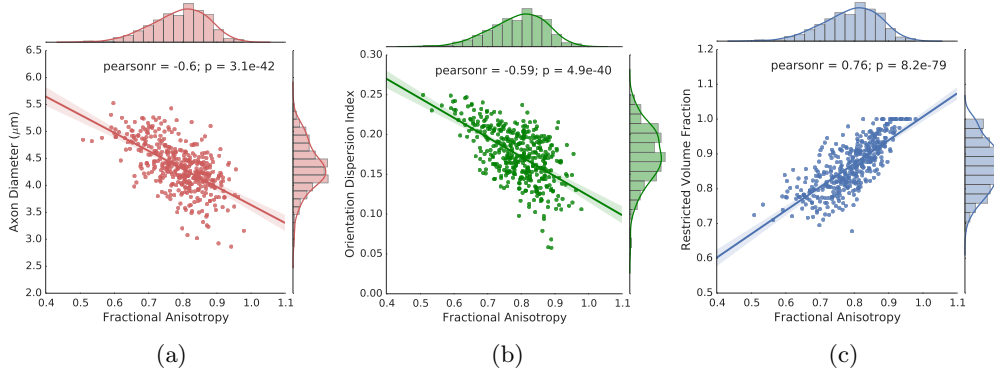 pearsonr = -0.6; p = 3.1e-42
Axon Diameter (μm)
6.5
6.0
5.5
5.0
4.5
4.0
3.5
3.0
2.5
2.0
0.4 0.5 0.6 0.7 0.8 0.9 1.0 1.1
Fractional Anisotropy
(a)
pearsonr = -0.59; p = 4.9e-40
Orientation Dispersion Index
0.30
0.25
0.20
0.15
0.10
0.05
0.00
0.4 0.5 0.6 0.7 0.8 0.9 1.0 1.1
Fractional Anisotropy
(b)
pearsonr = 0.76; p = 8.2e-79
Restricted Volume Fraction
1.2
1.1
1.0
0.9
0.8
0.7
0.6
0.5
0.4 0.5 0.6 0.7 0.8 0.9 1.0 1.1
Fractional Anisotropy
(c)